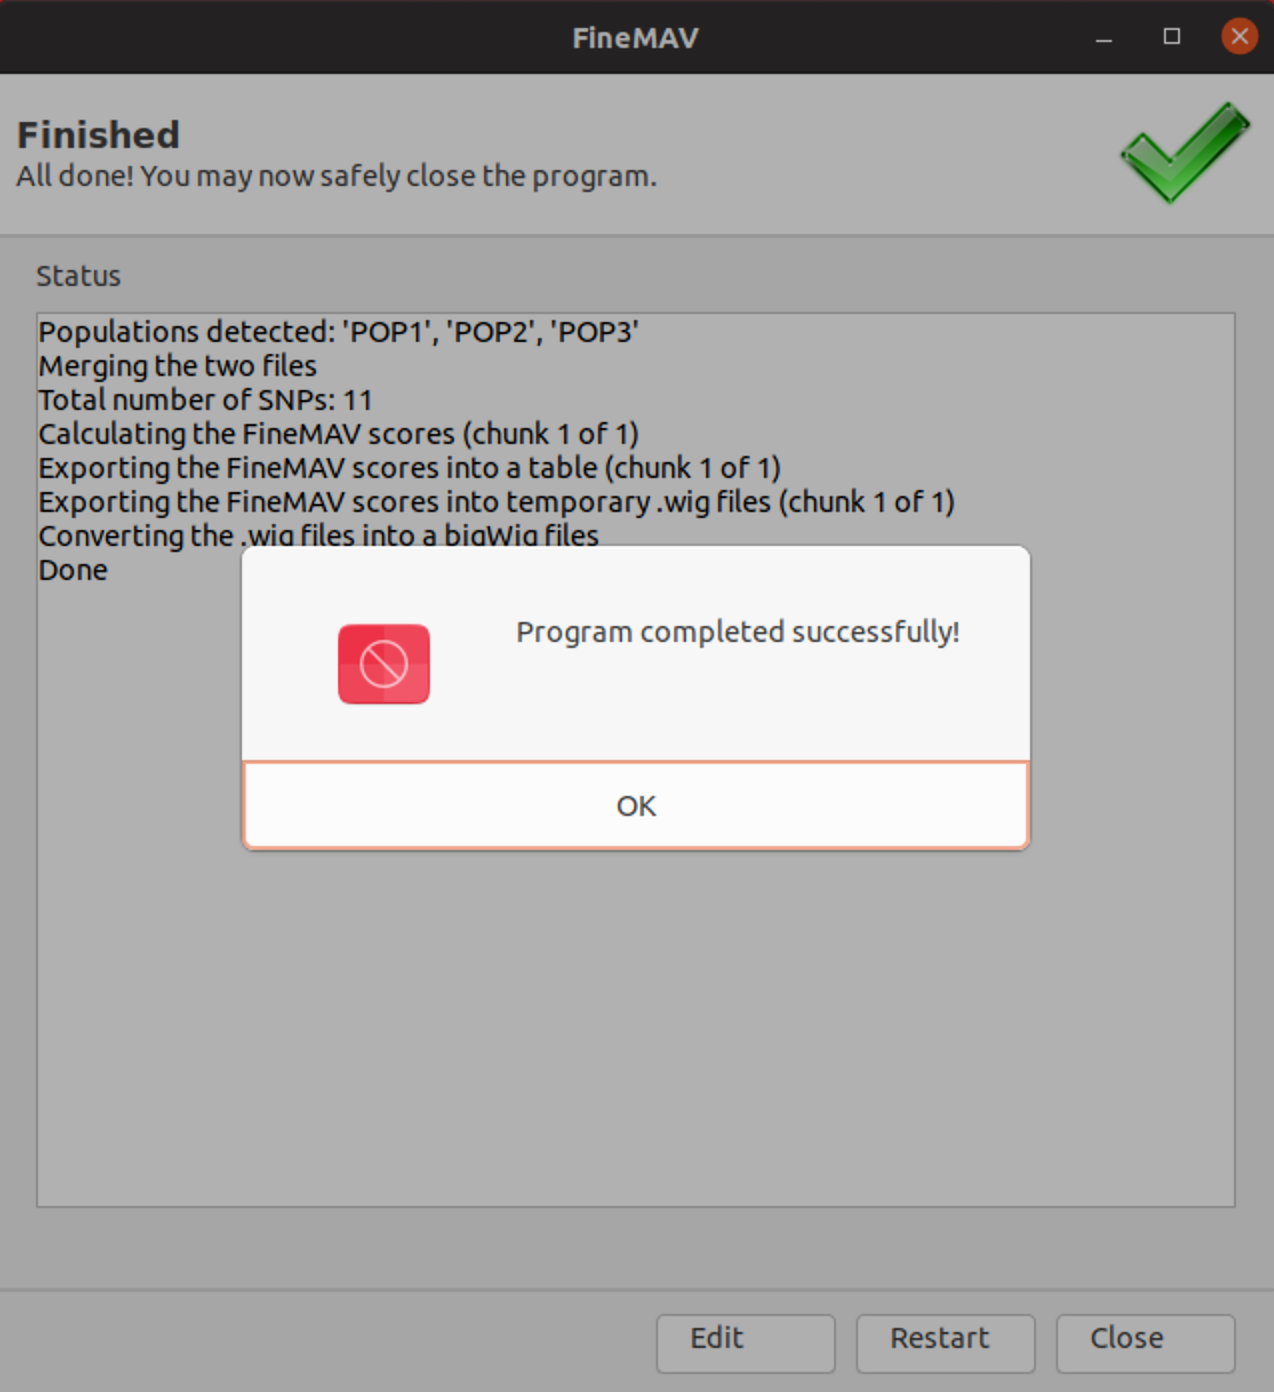 FineMAV
Finished
All done! You may now safely close the program.
Status
Populations detected: 'POP1', 'POP2', 'POP3'
Merging the two files
Total number of SNPs: 11
Calculating the FineMAV scores (chunk 1 of 1)
Exporting the FineMAV scores into a table (chunk 1 of 1)
Exporting the FineMAV scores into temporary .wig files (chunk 1 of 1)
Converting the .wig files into a bigWig files
Done
Program completed successfully!
OK
Edit
Restart
Close